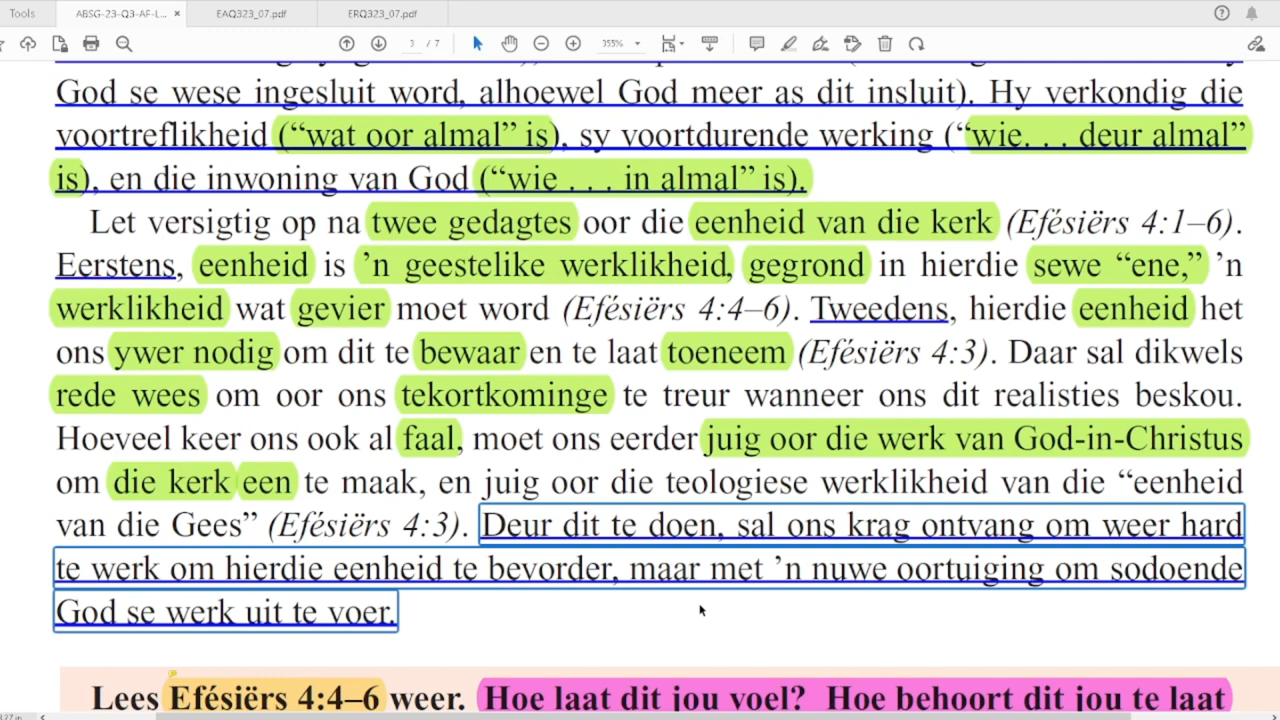 Tools ABSG-23-Q3-AF-L... × EAQ323_07.pdf ERQ323_07.pdf
3 / 7 355%
God se wese ingesluit word, alhoewel God meer as dit insluit). Hy verkondig die
voortreflikheid (“wat oor almal” is), sy voortdurende werking (“wie. . . deur almal”
is), en die inwoning van God (“wie . . . in almal” is).
Let versigtig op na twee gedagtes oor die eenheid van die kerk (Efésiërs 4:1–6).
Eerstens, eenheid is ’n geestelike werklikheid, gegrond in hierdie sewe “ene,” ’n
werklikheid wat gevier moet word (Efésiërs 4:4–6). Tweedens, hierdie eenheid het
ons ywer nodig om dit te bewaar en te laat toeneem (Efésiërs 4:3). Daar sal dikwels
rede wees om oor ons tekortkominge te treur wanneer ons dit realisties beskou.
Hoeveel keer ons ook al faal, moet ons eerder juig oor die werk van God-in-Christus
om die kerk een te maak, en juig oor die teologiese werklikheid van die “eenheid
van die Gees” (Efésiërs 4:3). Deur dit te doen, sal ons krag ontvang om weer hard
te werk om hierdie eenheid te bevorder, maar met ’n nuwe oortuiging om sodoende
God se werk uit te voer.
Lees Efésiërs 4:4–6 weer. Hoe laat dit jou voel? Hoe behoort dit jou te laat